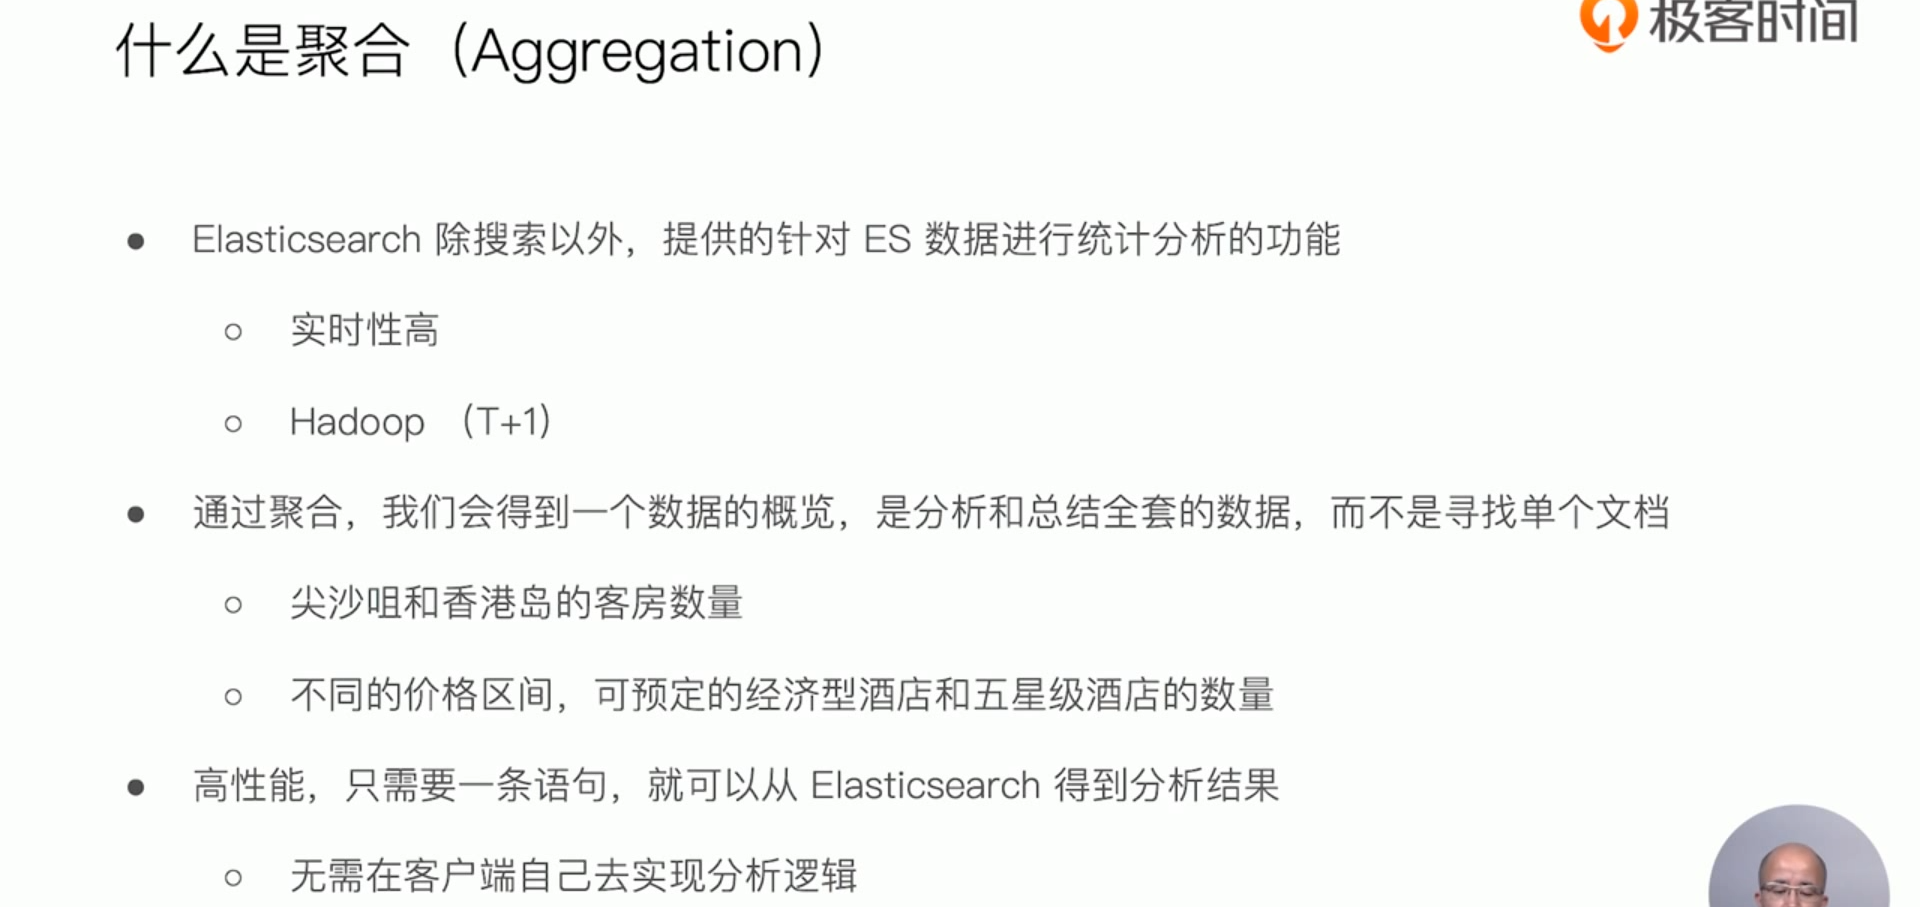 什么是聚合（Aggregation）
极客时间
● Elasticsearch 除搜索以外，提供的针对 ES 数据进行统计分析的功能
○ 实时性高
○ Hadoop （T+1）
● 通过聚合，我们会得到一个数据的概览，是分析和总结全套的数据，而不是寻找单个文档
○ 尖沙咀和香港岛的客房数量
○ 不同的价格区间，可预定的经济型酒店和五星级酒店的数量
● 高性能，只需要一条语句，就可以从 Elasticsearch 得到分析结果
○ 无需在客户端自己去实现分析逻辑